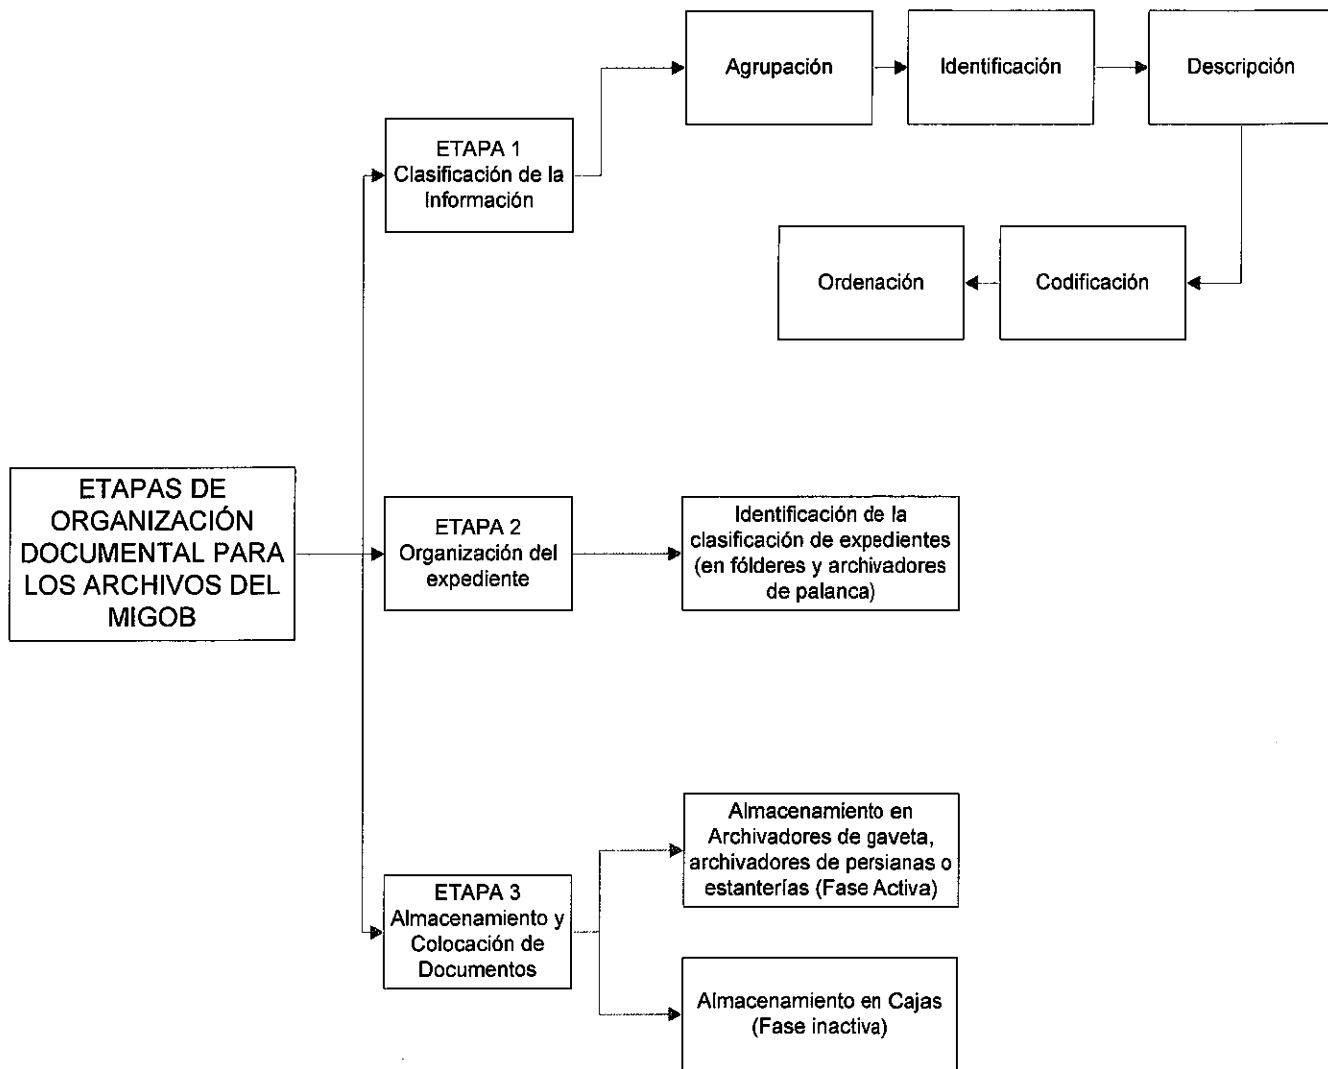 ETAPAS DE
ORGANIZACIÓN
DOCUMENTAL PARA
LOS ARCHIVOS DEL
MIGOB
ETAPA 1
Clasificación de la
Información
Agrupación
Identificación
Descripción
Codificación
Ordenación
ETAPA 2
Organización del
expediente
Identificación de la
clasificación de expedientes
(en fólderes y archivadores
de palanca)
ETAPA 3
Almacenamiento y
Colocación de
Documentos
Almacenamiento en
Archivadores de gaveta,
archivadores de persianas o
estanterías (Fase Activa)
Almacenamiento en Cajas
(Fase inactiva)